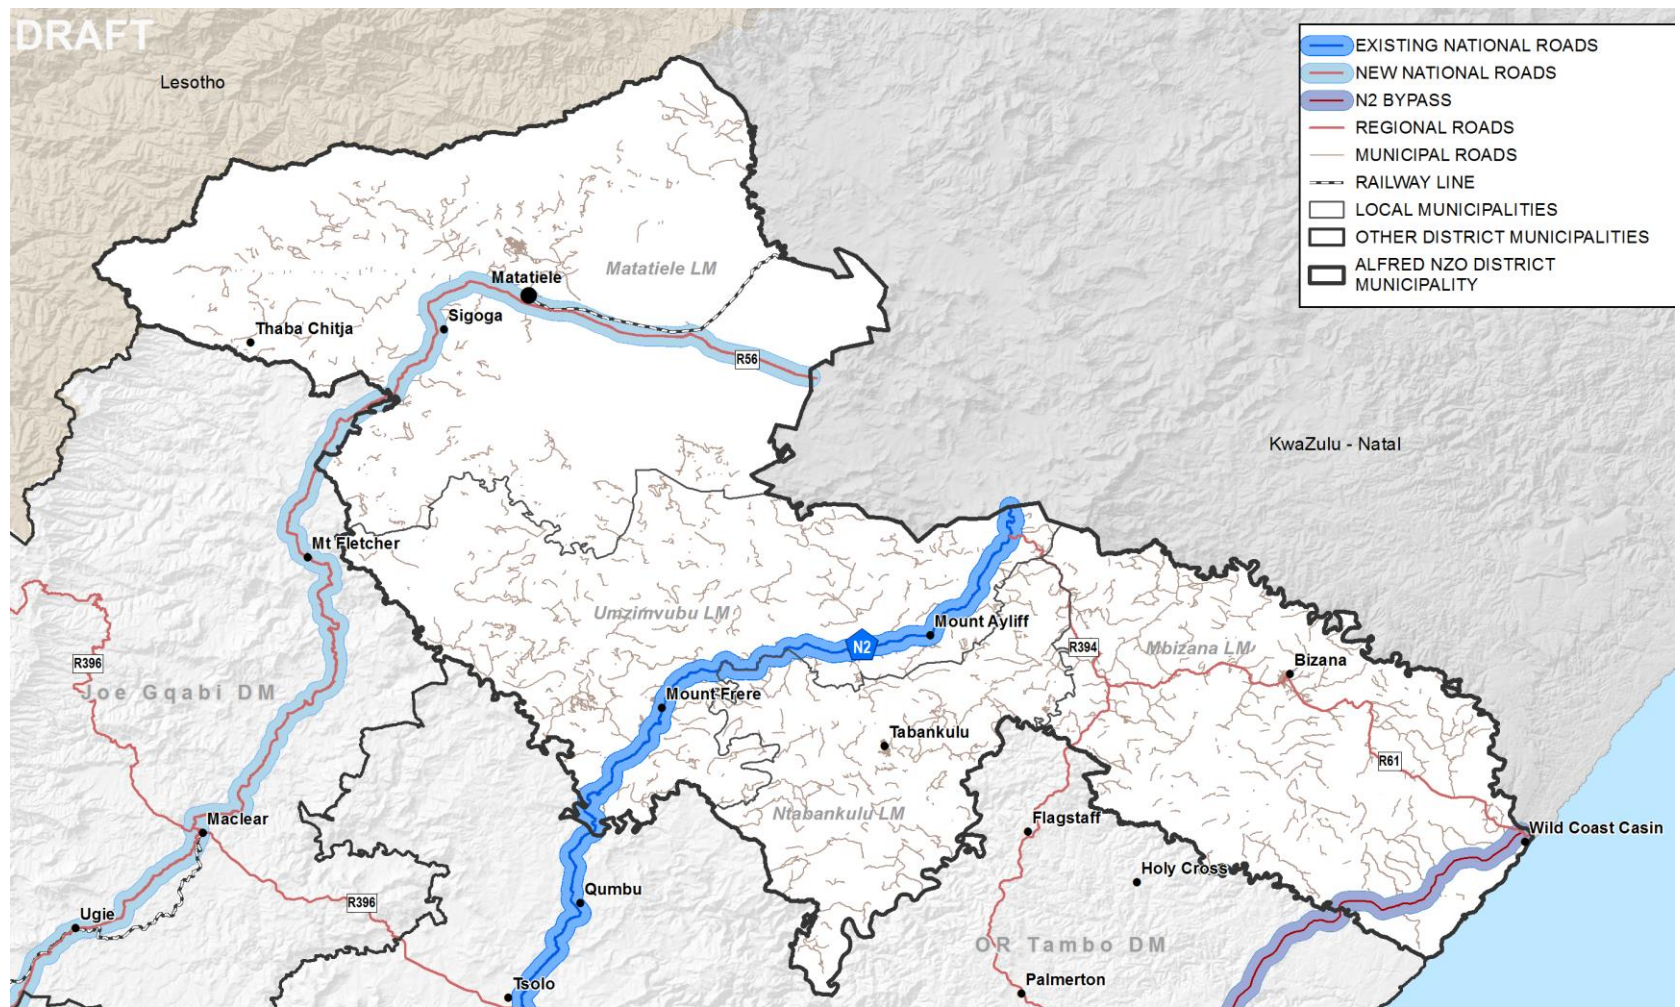 DRAFT
Lesotho
EXISTING NATIONAL ROADS
NEW NATIONAL ROADS
N2 BYPASS
REGIONAL ROADS
MUNICIPAL ROADS
RAILWAY LINE
LOCAL MUNICIPALITIES
OTHER DISTRICT MUNICIPALITIES
ALFRED NZO DISTRICT
MUNICIPALITY
Matatiele LM
Matatiele
Sigoga
Thaba Chitja
R56
KwaZulu - Natal
Mt Fletcher
Umzimvubu LM
Mount Ayliff
N2
R394
Mbizana LM
Bizana
R396
Joe Gqabi DM
Mount Frere
Tabankulu
R61
Ntabankulu LM
Maclear
Flagstaff
Wild Coast Casin
Holy Cross
Qumbu
R396
Ugie
OR Tambo DM
Tsolo
Palmerton